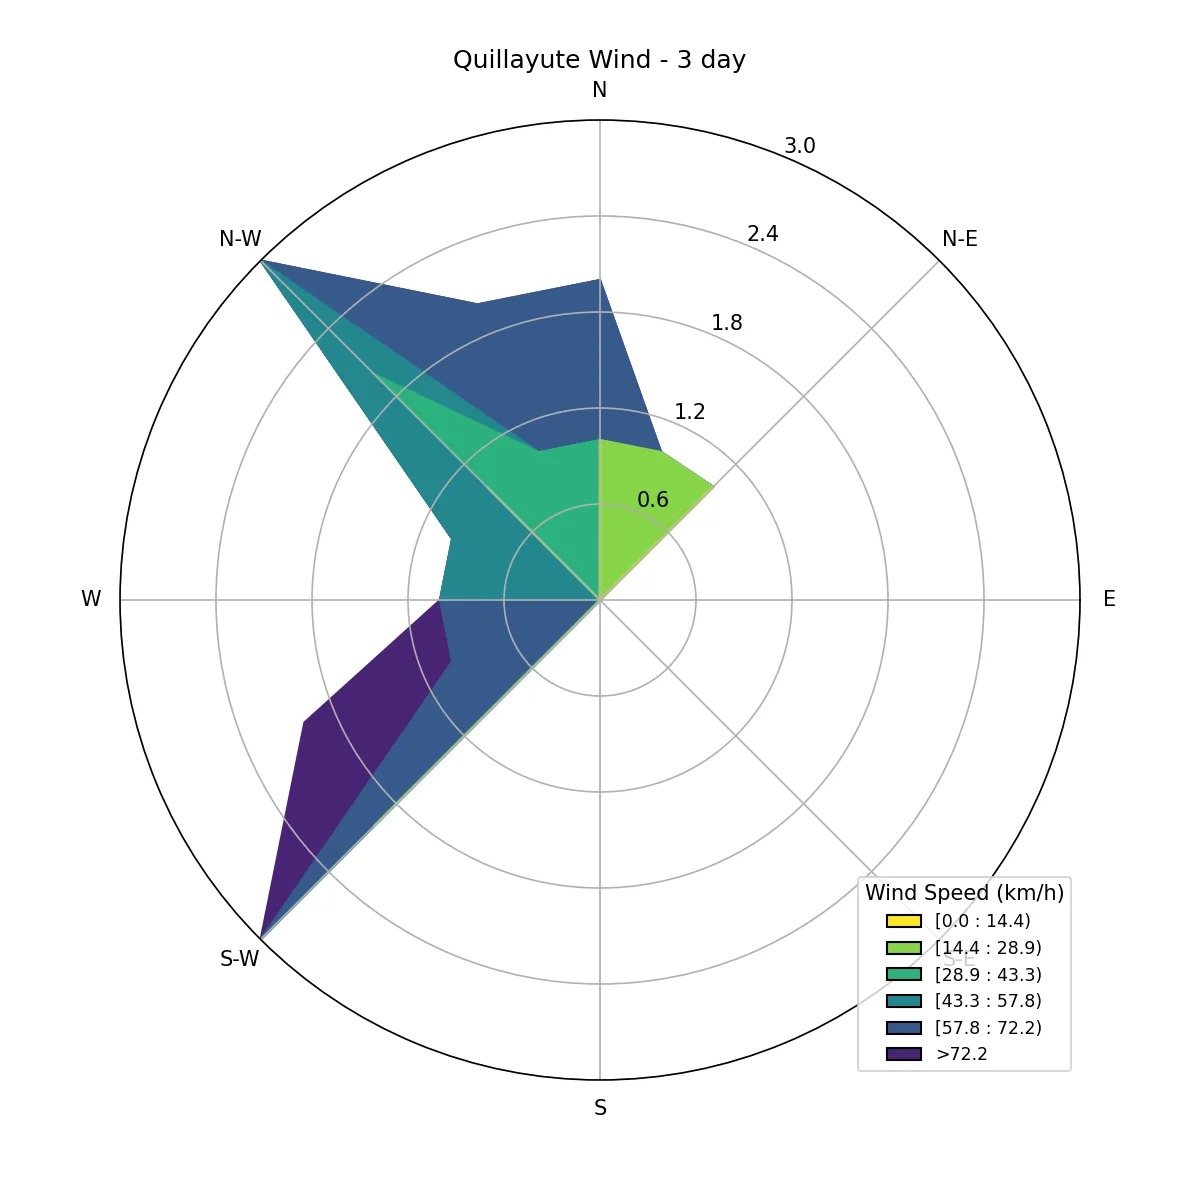 Quillayute Wind - 3 day
N
3.0
2.4
N-W
N-E
1.8
1.2
0.6
W
E
Wind Speed (km/h)
[0.0 : 14.4)
[14.4 : 28.9)
S-W
S-E
[28.9 : 43.3)
[43.3 : 57.8)
[57.8 : 72.2)
>72.2
S